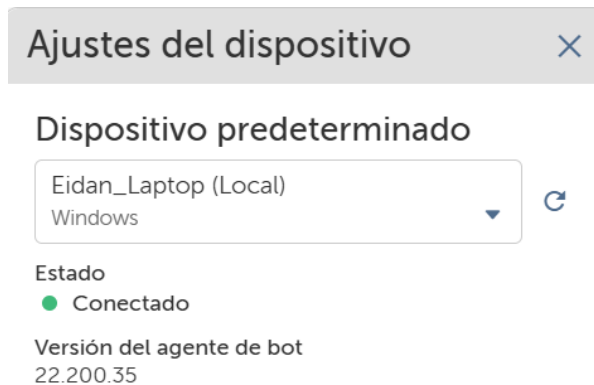 Ajustes del dispositivo
Dispositivo predeterminado
Eidan_Laptop (Local)
Windows
Estado
Conectado
Versión del agente de bot
22.200.35